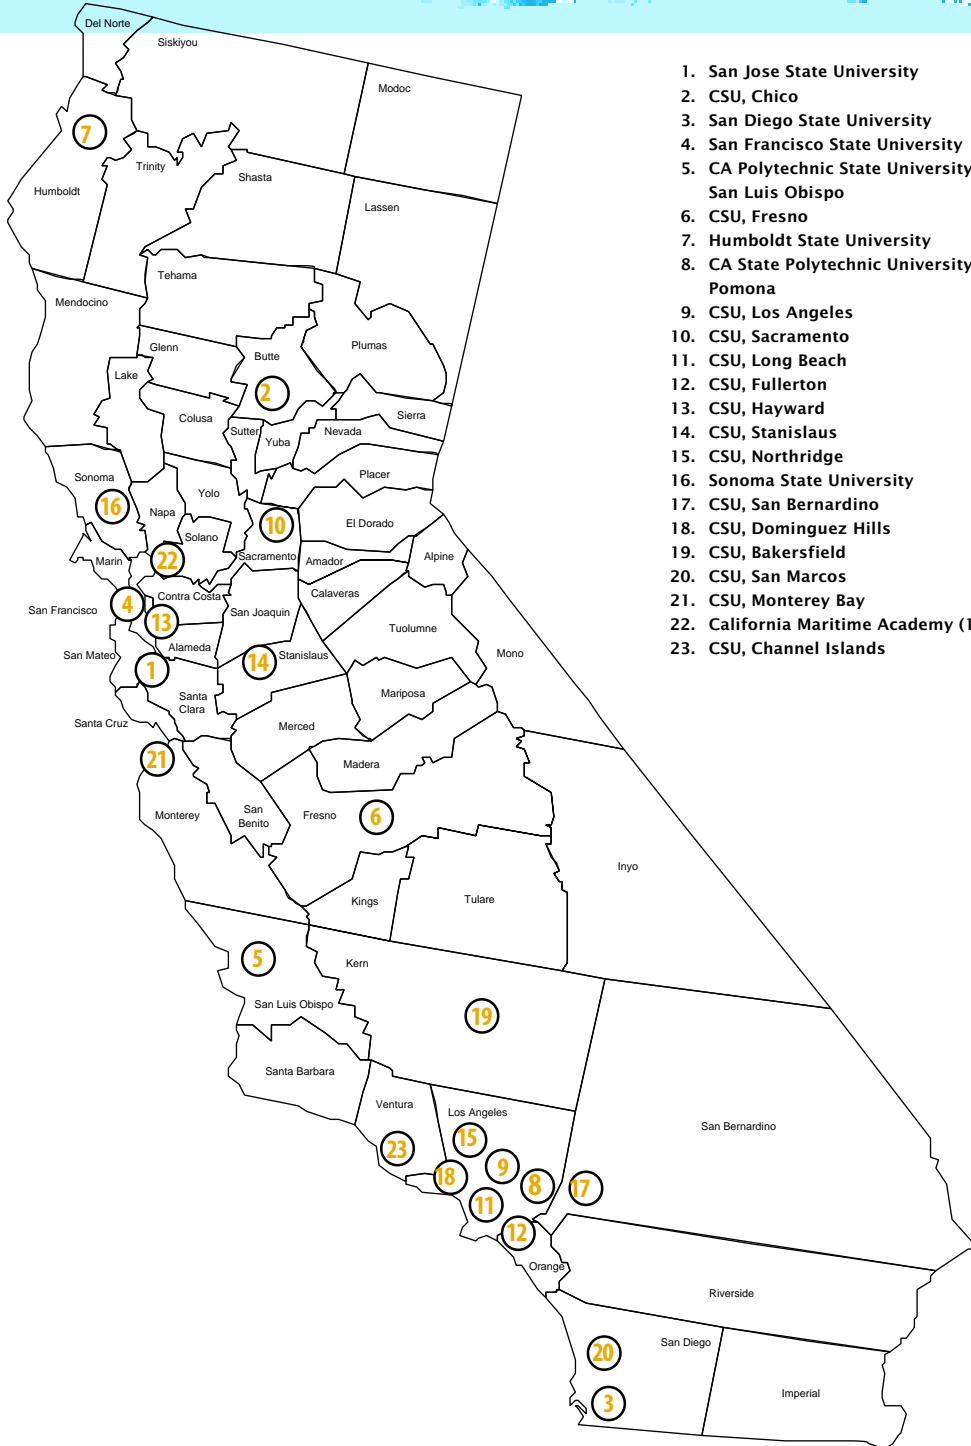 Del Norte
Siskiyou
Modoc
7
Trinity
Humboldt
Shasta
Lassen
Tehama
Mendocino
Glenn
Butte
Plumas
Lake
2
Colusa
Sutter
Yuba
Nevada
Sierra
Placer
Sonoma
16
Napa
Yolo
Solano
10
El Dorado
Marin
22
Sacramento
Amador
Alpine
Contra Costa
Calaveras
San Francisco
4
13
San Joaquin
Tuolumne
Alameda
San Mateo
1
14
Stanislaus
Mono
Santa
Clara
Mariposa
Santa Cruz
Merced
21
Madera
Monterey
San
Benito
Fresno
6
Inyo
Kings
Tulare
5
Kern
San Luis Obispo
19
Santa Barbara
Ventura
Los Angeles
San Bernardino
23
15
9
18
8
17
11
12
Orange
Riverside
San Diego
20
3
Imperial
1. San Jose State University
2. CSU, Chico
3. San Diego State University
4. San Francisco State University
5. CA Polytechnic State University
San Luis Obispo
6. CSU, Fresno
7. Humboldt State University
8. CA State Polytechnic University
Pomona
9. CSU, Los Angeles
10. CSU, Sacramento
11. CSU, Long Beach
12. CSU, Fullerton
13. CSU, Hayward
14. CSU, Stanislaus
15. CSU, Northridge
16. Sonoma State University
17. CSU, San Bernardino
18. CSU, Dominguez Hills
19. CSU, Bakersfield
20. CSU, San Marcos
21. CSU, Monterey Bay
22. California Maritime Academy (1
23. CSU, Channel Islands